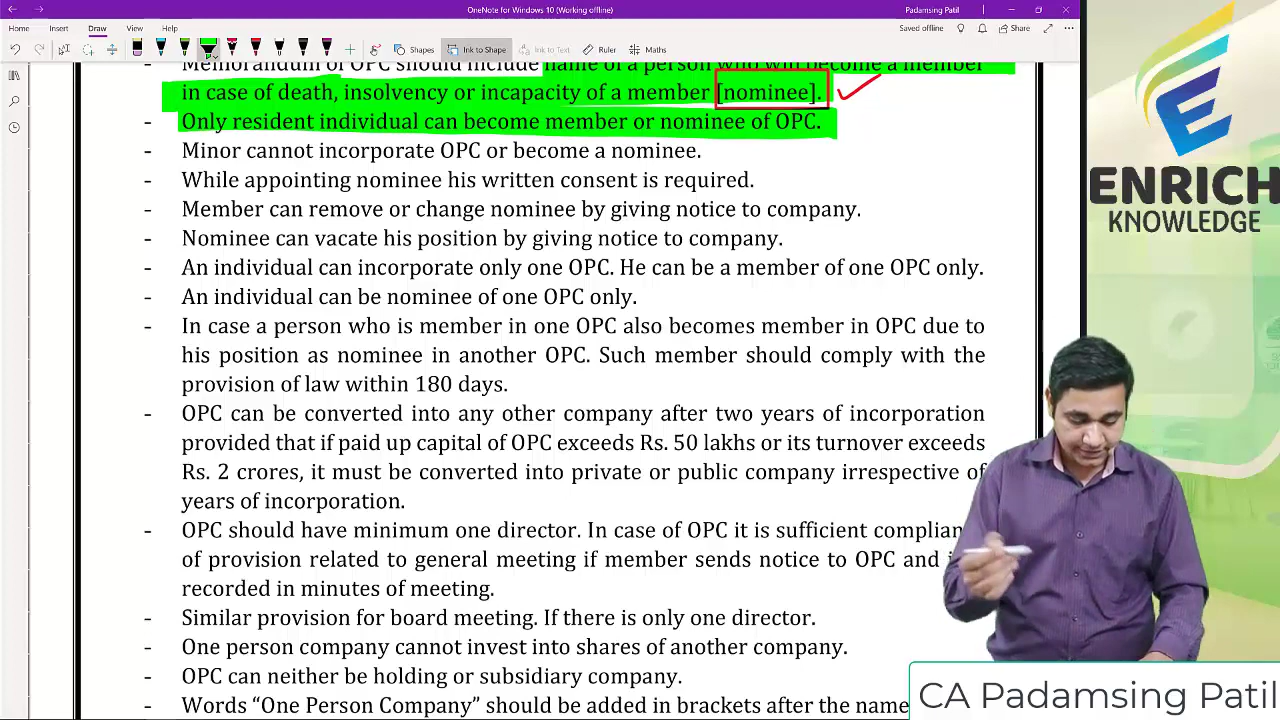 OneNote for Windows 10 (Working offline)
Padamsing Patil
Home Insert Draw View Help
Saved offline
Share
Shapes
Ink to Shape
Ink to Text
Ruler
Maths
- Memorandum of OPC should include name of a person who will become a member
in case of death, insolvency or incapacity of a member [nominee].
- Only resident individual can become member or nominee of OPC.
- Minor cannot incorporate OPC or become a nominee.
- While appointing nominee his written consent is required.
- Member can remove or change nominee by giving notice to company.
- Nominee can vacate his position by giving notice to company.
- An individual can incorporate only one OPC. He can be a member of one OPC only.
- An individual can be nominee of one OPC only.
- In case a person who is member in one OPC also becomes member in OPC due to
his position as nominee in another OPC. Such member should comply with the
provision of law within 180 days.
- OPC can be converted into any other company after two years of incorporation
provided that if paid up capital of OPC exceeds Rs. 50 lakhs or its turnover exceeds
Rs. 2 crores, it must be converted into private or public company irrespective of
years of incorporation.
- OPC should have minimum one director. In case of OPC it is sufficient
of provision related to general meeting if member sends notice to OPC and
recorded in minutes of meeting.
- Similar provision for board meeting. If there is only one director.
- One person company cannot invest into shares of another company.
- OPC can neither be holding or subsidiary company.
- Words “One Person Company” should be added in brackets after the name
ENRICH
KNOWLEDGE
CA Padamsing Patil